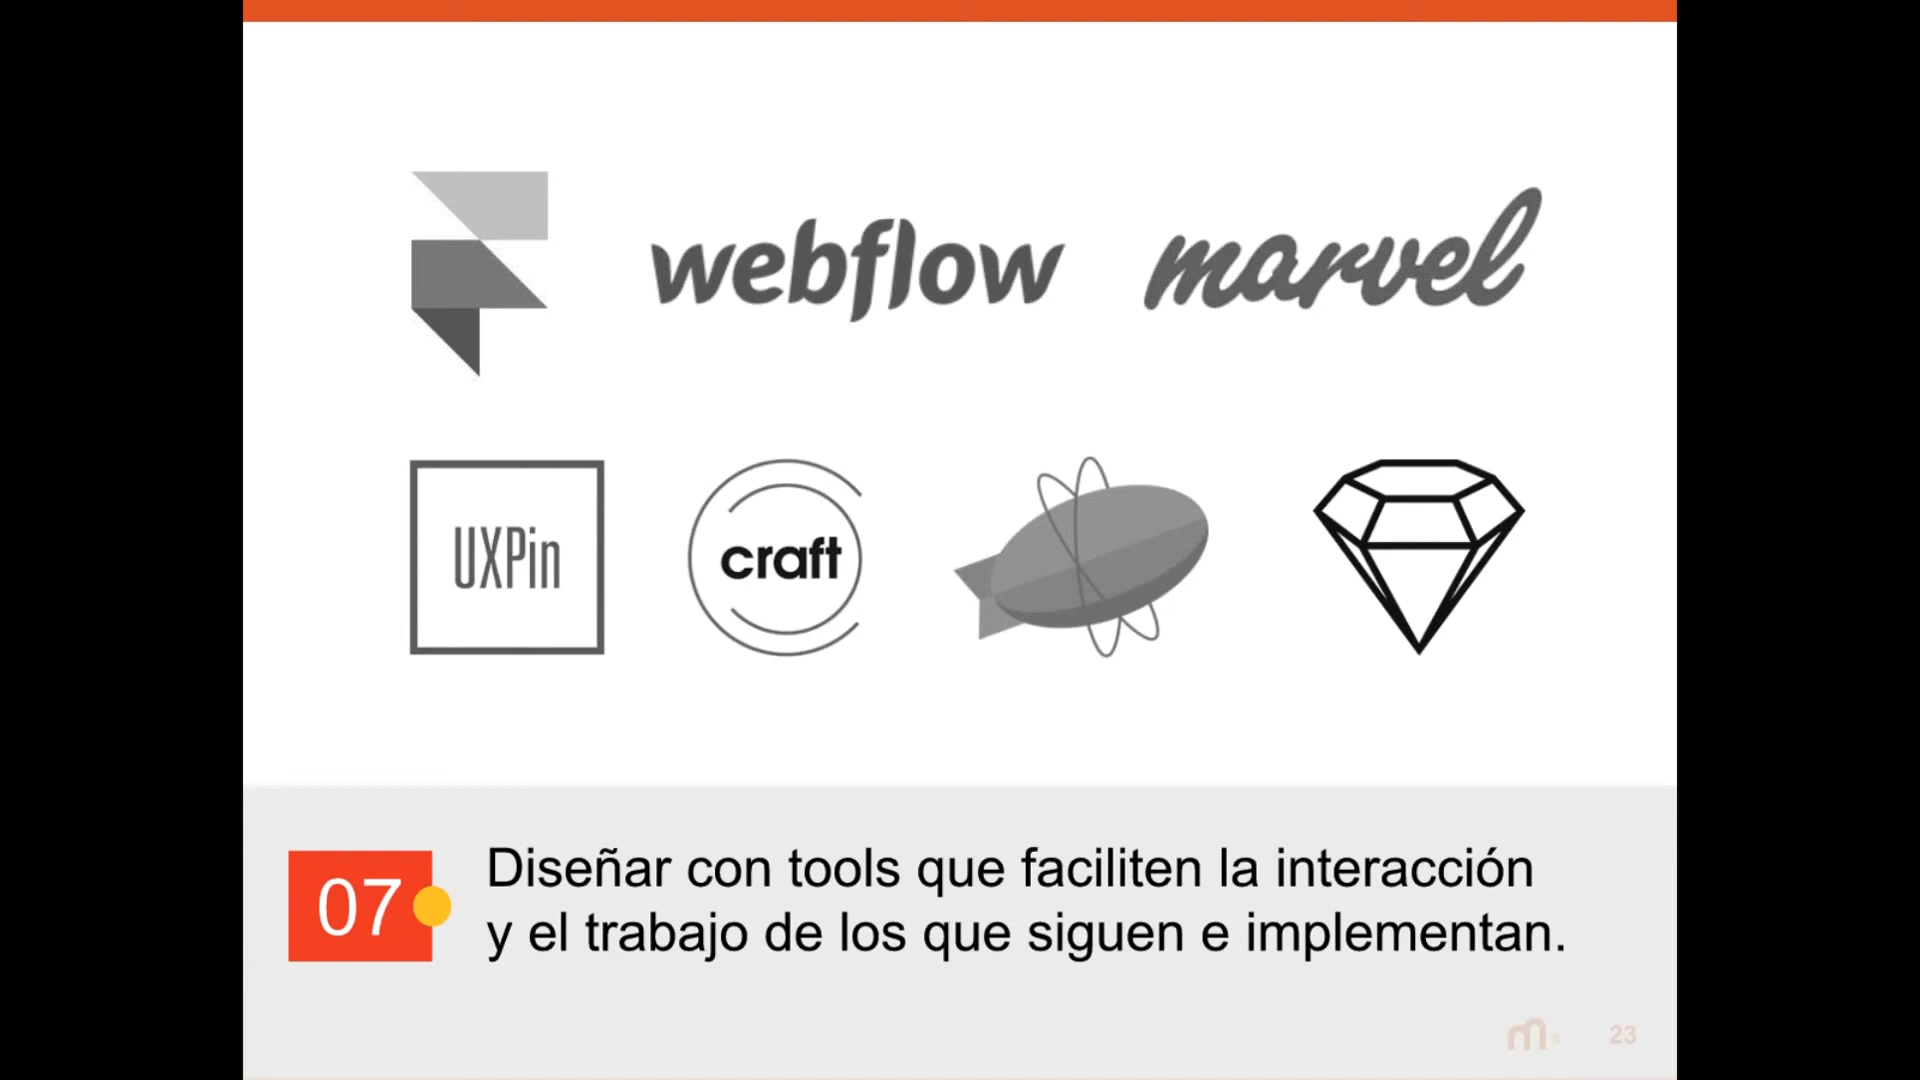 webflow
marvel
UXPin
craft
07
Diseñar con tools que faciliten la interacción
y el trabajo de los que siguen e implementan.
m
23